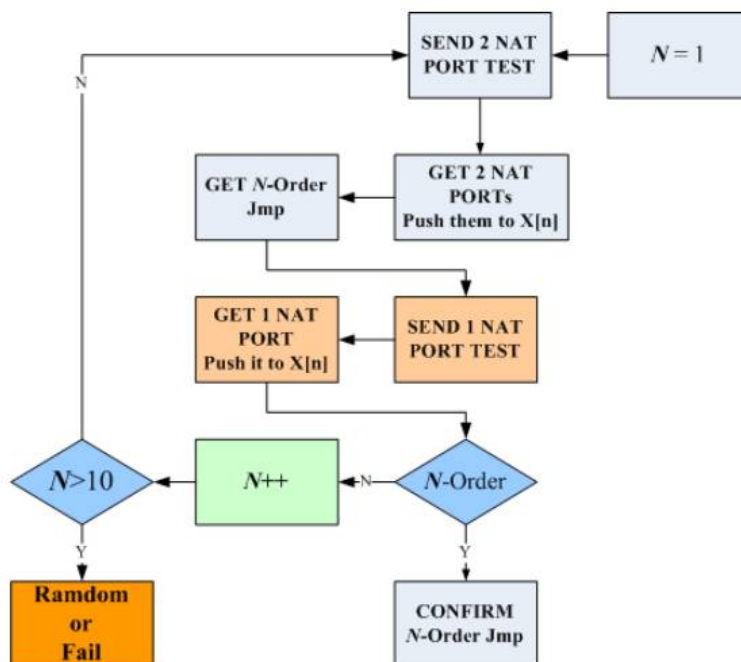 SEND 2 NAT
PORT TEST
N = 1
N
GET N-Order
Jmp
GET 2 NAT
PORTs
Push them to X[n]
GET 1 NAT
PORT
Push it to X[n]
SEND 1 NAT
PORT TEST
N>10
N++
N
N-Order
Y
Y
Ramdom
or
Fail
CONFIRM
N-Order Jmp